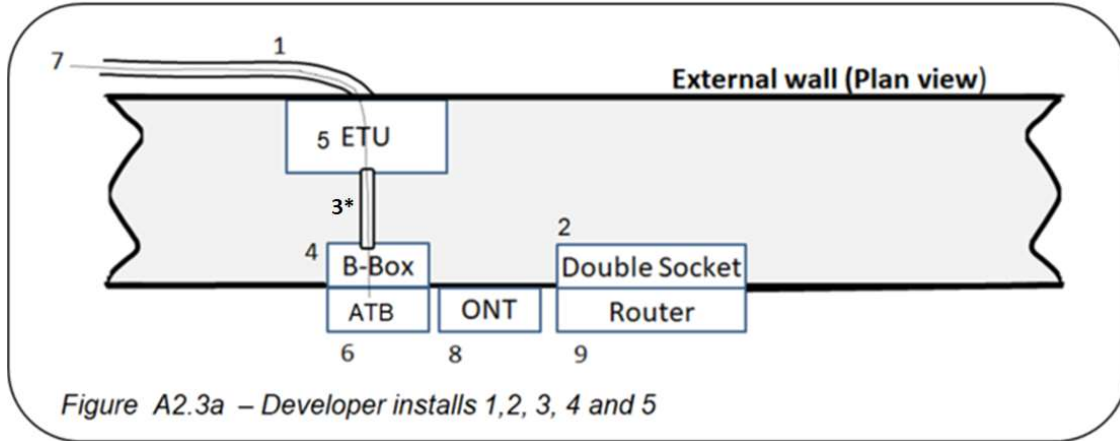 1
7
External wall (Plan view)
5 ETU
3*
2
4
B-Box
Double Socket
ATB
ONT
Router
6
8
9
Figure A2.3a – Developer installs 1,2, 3, 4 and 5